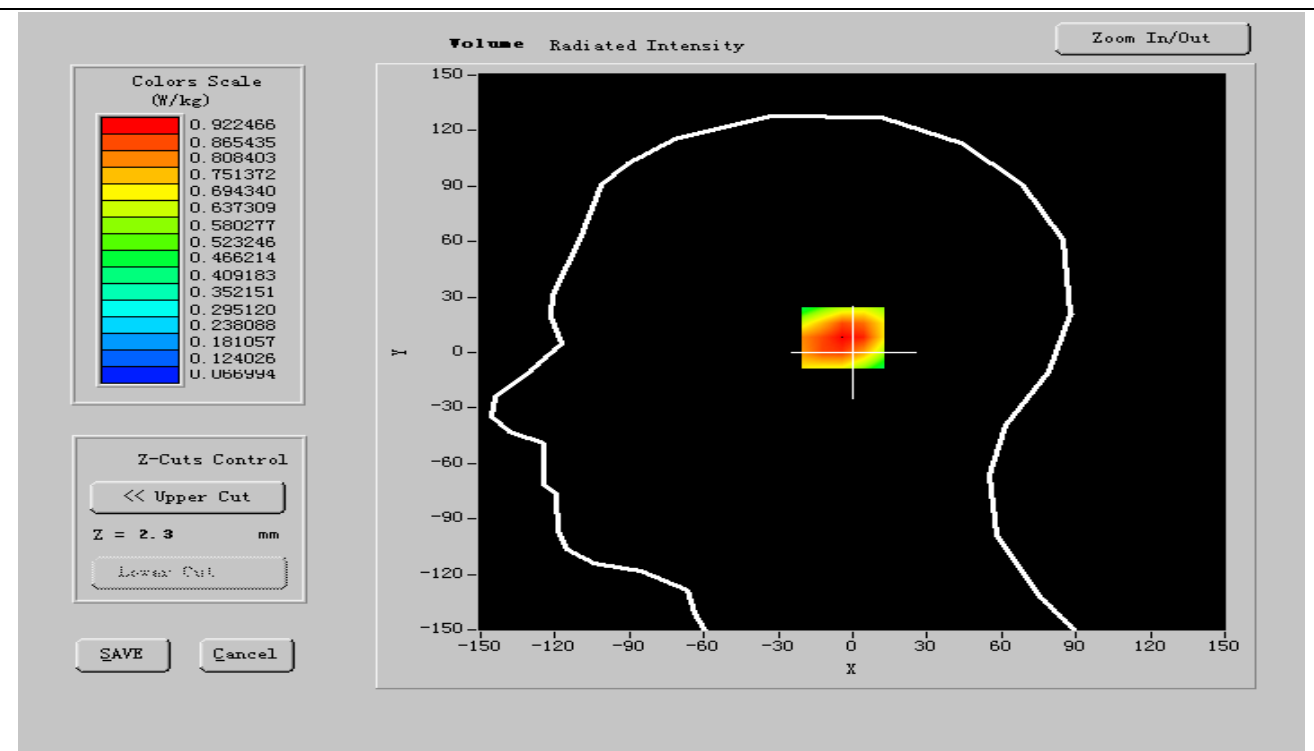 Volume Radiated Intensity
Zoom In/Out
Colors Scale
(W/kg)
0.922466
0.865435
0.808403
0.751372
0.694340
0.637309
0.580277
0.523246
0.466214
0.409183
0.352151
0.295120
0.238088
0.181057
0.124026
0.066994
Z-Cuts Control
<< Upper Cut
Z = 2.3 mm
Lower Cut
SAVE Cancel
150
120
90
60
30
0
-30
-60
-90
-120
-150
Y
-150 -120 -90 -60 -30 0 30 60 90 120 150
X